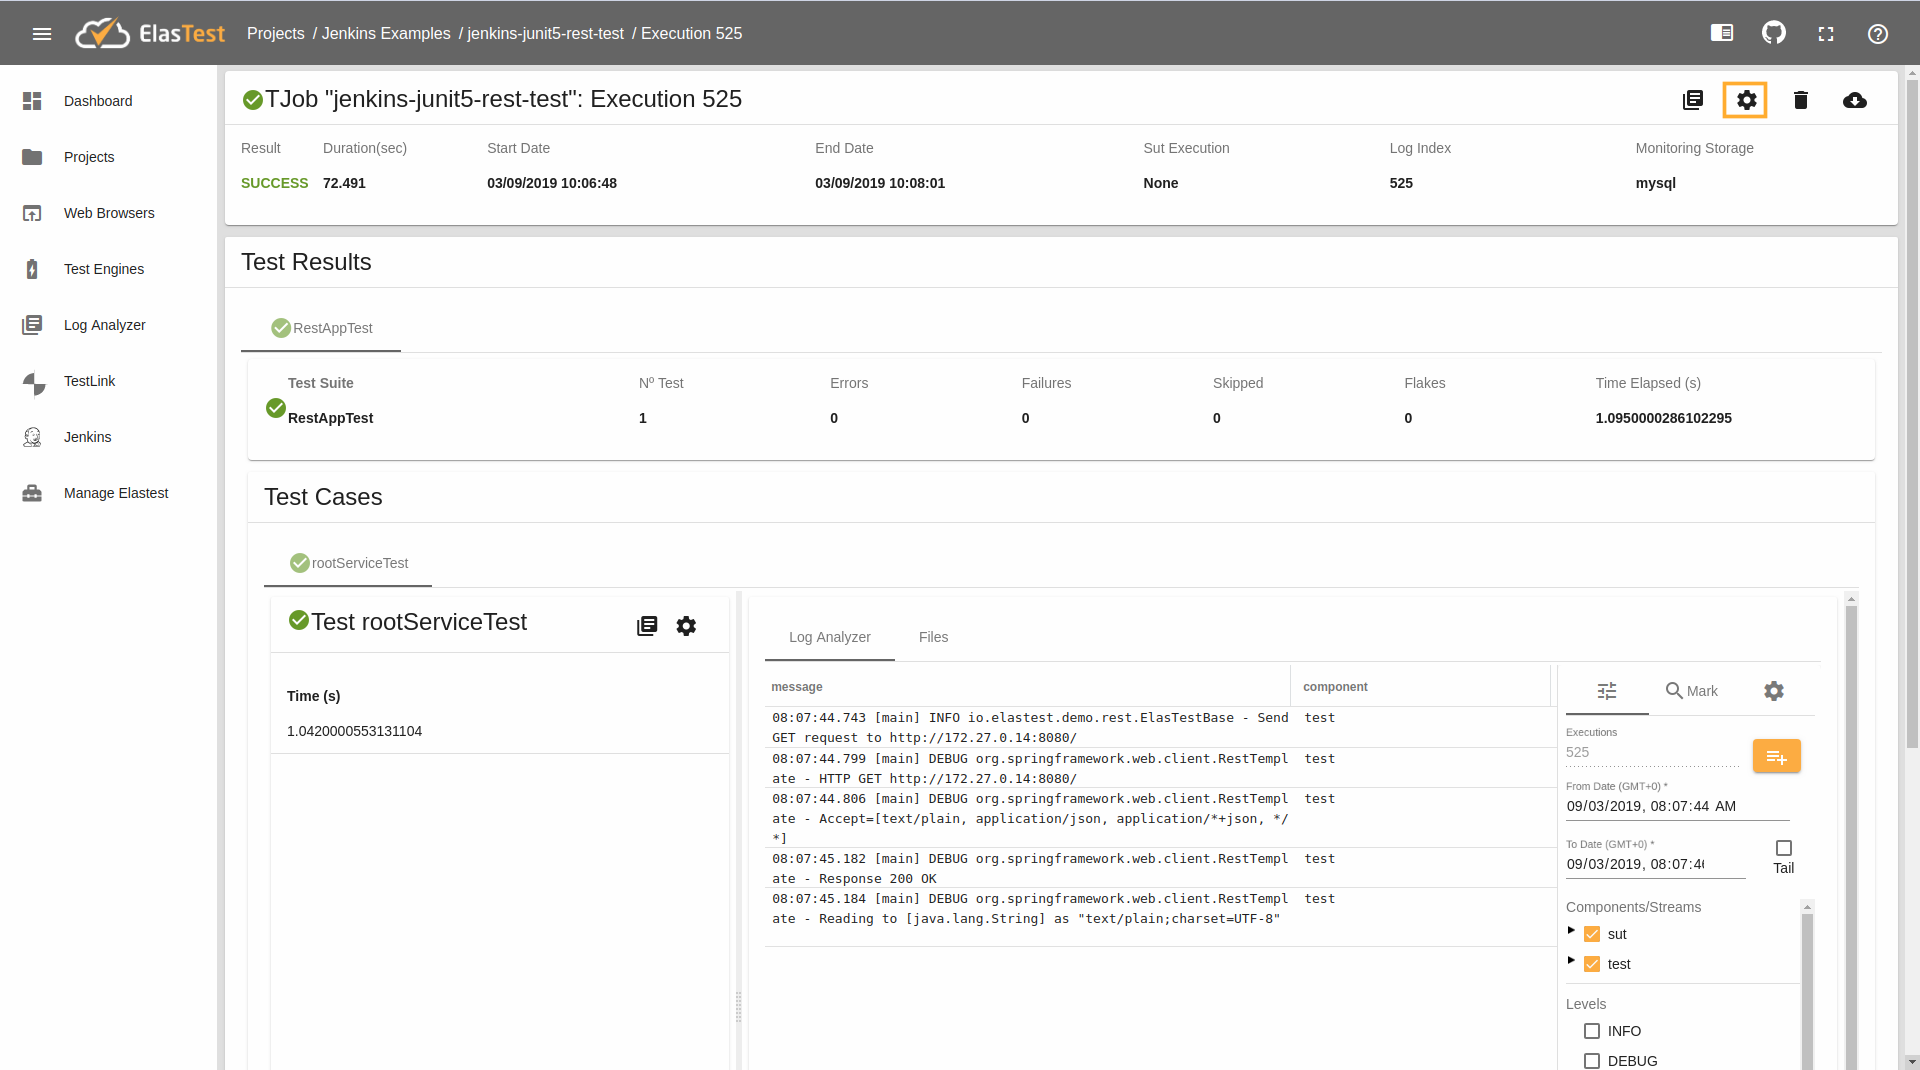 ElasTest
Projects / Jenkins Examples / jenkins-junit5-rest-test / Execution 525
Dashboard
Projects
Web Browsers
Test Engines
Log Analyzer
TestLink
Jenkins
Manage Elastest
TJob "jenkins-junit5-rest-test": Execution 525
Result Duration(sec) Start Date End Date Sut Execution Log Index Monitoring Storage
SUCCESS 72.491 03/09/2019 10:06:48 03/09/2019 10:08:01 None 525 mysql
Test Results
RestAppTest
Test Suite Nº Test Errors Failures Skipped Flakes Time Elapsed (s)
RestAppTest 1 0 0 0 0 1.0950000286102295
Test Cases
rootServiceTest
Test rootServiceTest
Time (s)
1.0420000553131104
Log Analyzer Files
message component
08:07:44.743 [main] INFO io.elastest.demo.rest.ElasTestBase - Send test
GET request to http://172.27.0.14:8080/
08:07:44.799 [main] DEBUG org.springframework.web.client.RestTempl test
ate - HTTP GET http://172.27.0.14:8080/
08:07:44.806 [main] DEBUG org.springframework.web.client.RestTempl test
ate - Accept=[text/plain, application/json, application/*+json, */
*]
08:07:45.182 [main] DEBUG org.springframework.web.client.RestTempl test
ate - Response 200 OK
08:07:45.184 [main] DEBUG org.springframework.web.client.RestTempl test
ate - Reading to [java.lang.String] as "text/plain;charset=UTF-8"
Mark
Executions
525
From Date (GMT+0) *
09/03/2019, 08:07:44 AM
To Date (GMT+0) *
09/03/2019, 08:07:46
Tail
Components/Streams
sut
test
Levels
INFO
DEBUG